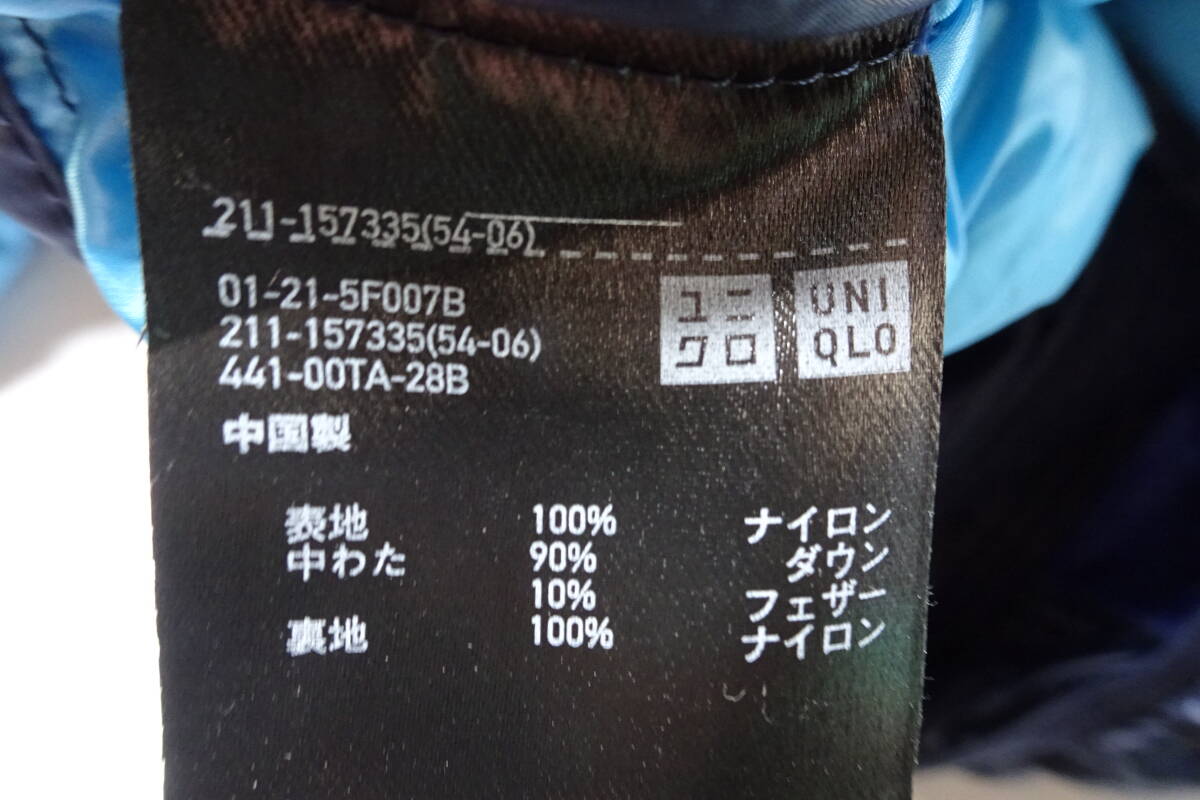 211-157335(54-06)
01-21-5F007B
211-157335(54-06)
441-00TA-28B
ユニ
クロ
UNI
QLO
中国製
表地 100% ナイロン
中わた 90% ダウン
10% フェザー
裏地 100% ナイロン